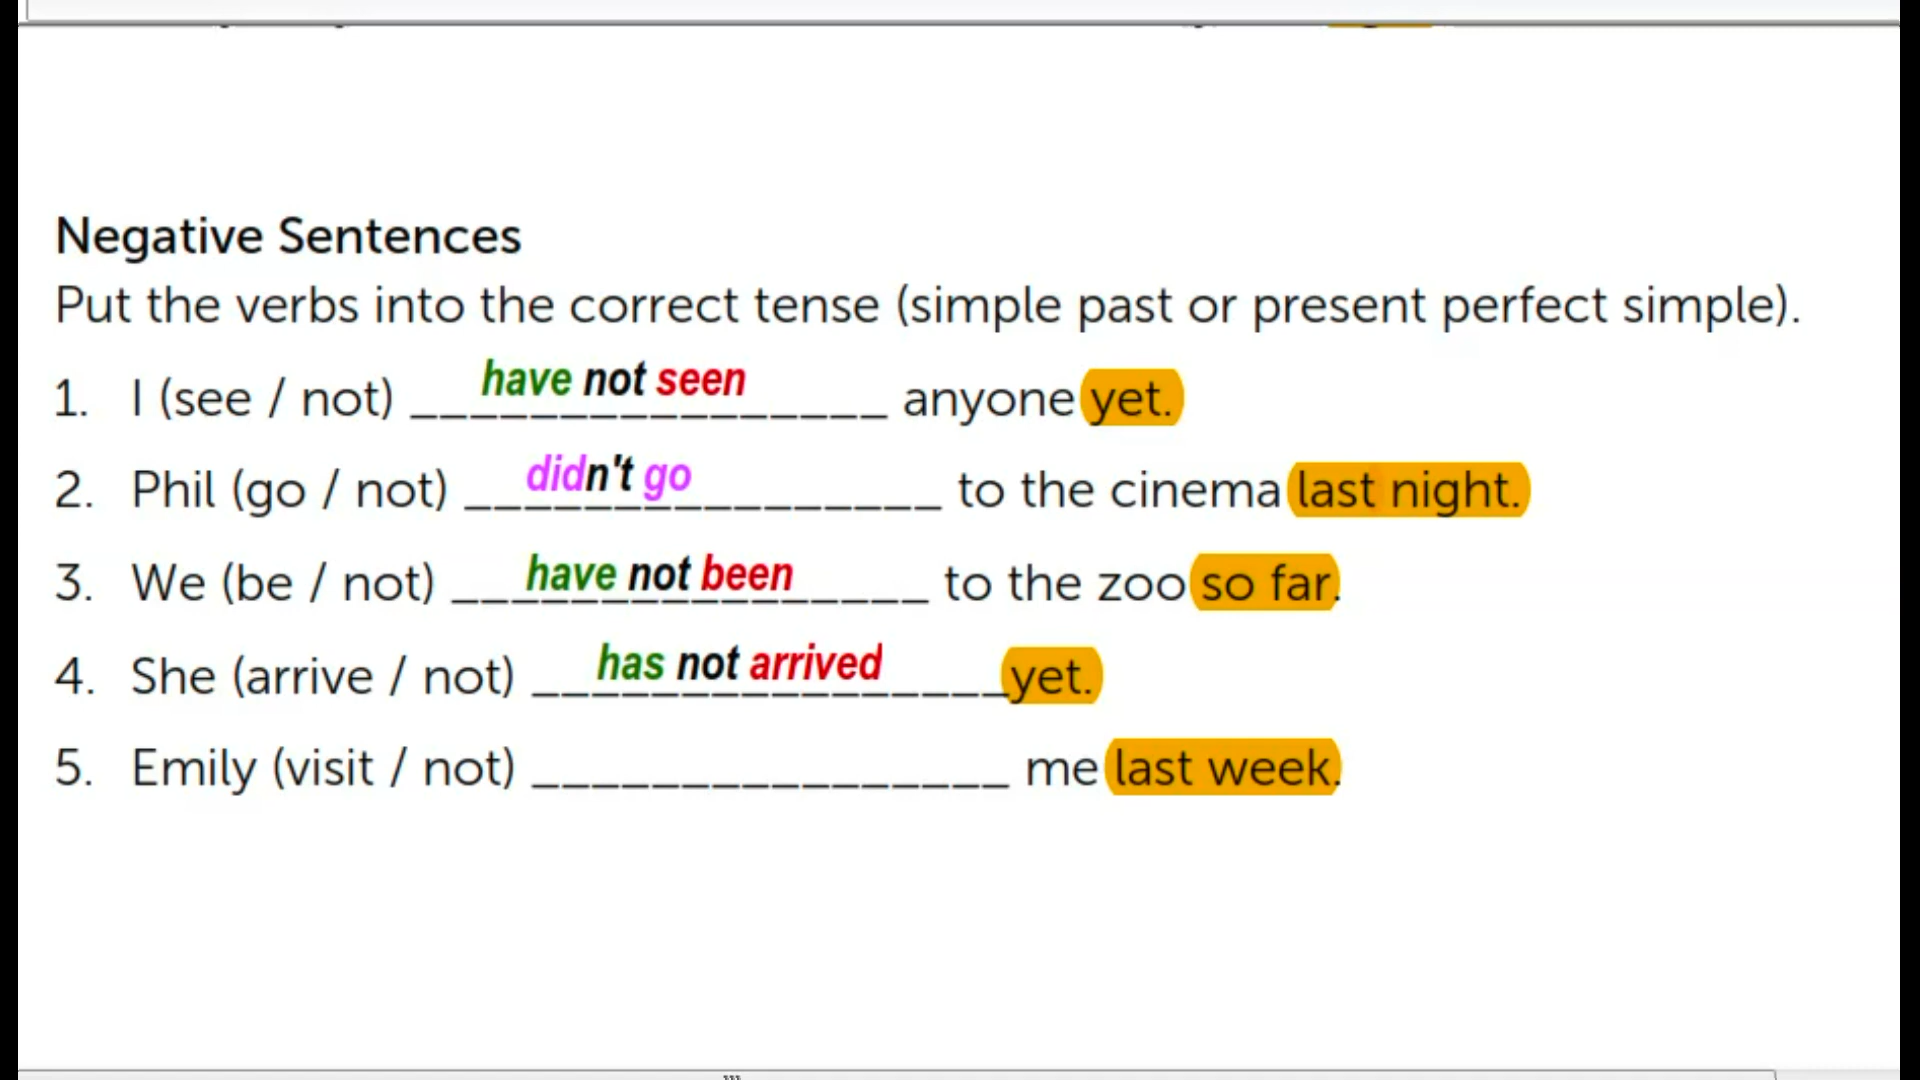 Negative Sentences
Put the verbs into the correct tense (simple past or present perfect simple).
1. I (see / not) ________________ have not seen anyone yet.
2. Phil (go / not) ________________ didn't go to the cinema last night.
3. We (be / not) ________________ have not been to the zoo so far.
4. She (arrive / not) ________________ has not arrived yet.
5. Emily (visit / not) ________________ me last week.